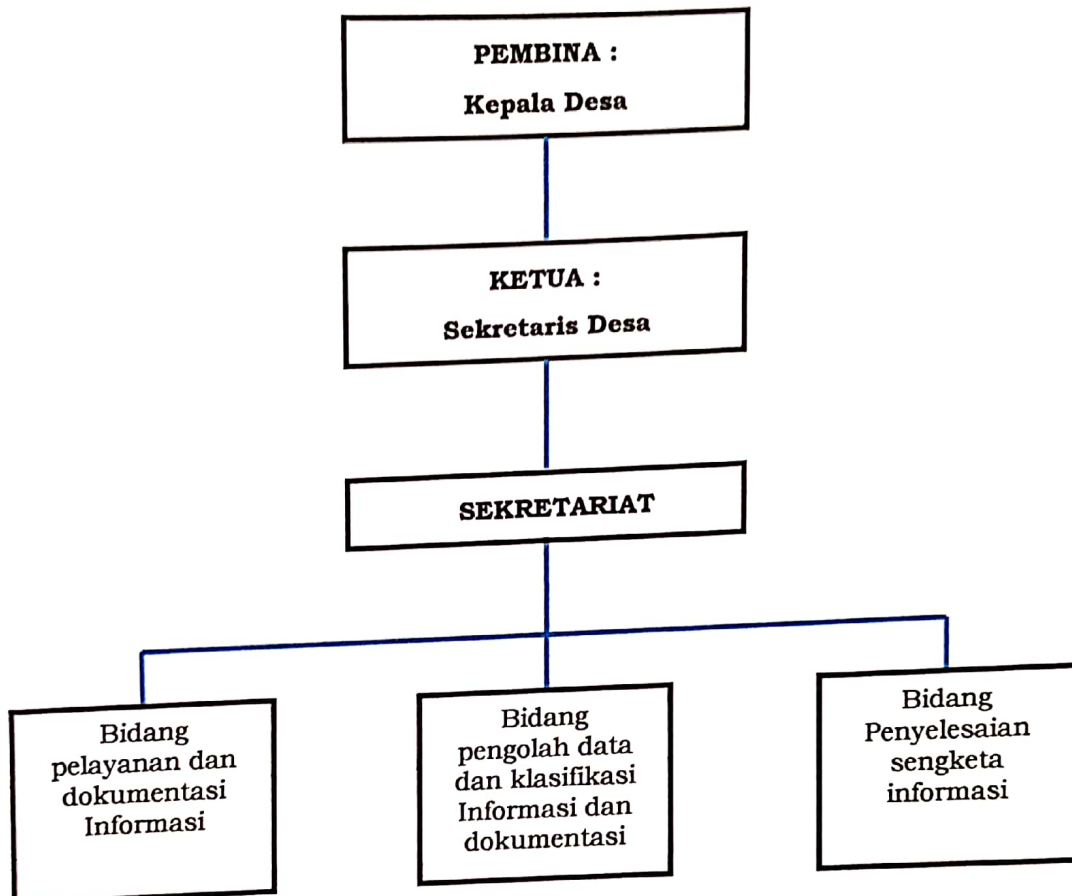 PEMBINA :
Kepala Desa
KETUA :
Sekretaris Desa
SEKRETARIAT
Bidang
pelayanan dan
dokumentasi
Informasi
Bidang
pengolah data
dan klasifikasi
Informasi dan
dokumentasi
Bidang
Penyelesaian
sengketa
informasi